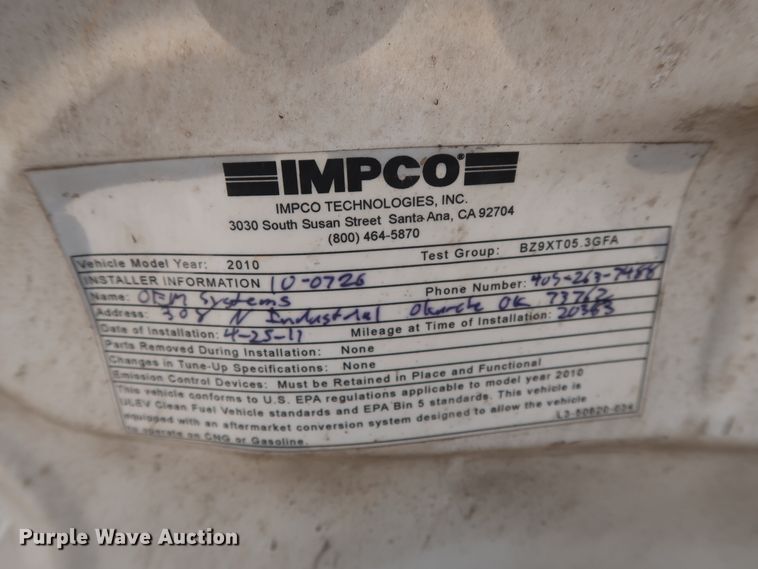 IMPCO®
IMPCO TECHNOLOGIES, INC.
3030 South Susan Street Santa Ana, CA 92704
(800) 464-5870
Vehicle Model Year: 2010 Test Group: BZ9XT05.3GFA
INSTALLER INFORMATION 10-0726 Phone Number: 405-263-7488
Name: OEM Systems
Address: 308 N Industrial Okarche OK 73762
Date of Installation: 4-25-11 Mileage at Time of Installation: 20363
Parts Removed During Installation: None
Changes in Tune-Up Specifications: None
Emission Control Devices: Must be Retained in Place and Functional
This vehicle conforms to U.S. EPA regulations applicable to model year 2010
ULEV Clean Fuel Vehicle standards and EPA Bin 5 standards. This vehicle is
equipped with an aftermarket conversion system designed to allow the vehicle
to operate on CNG or Gasoline. L3-60620-024
Purple Wave Auction